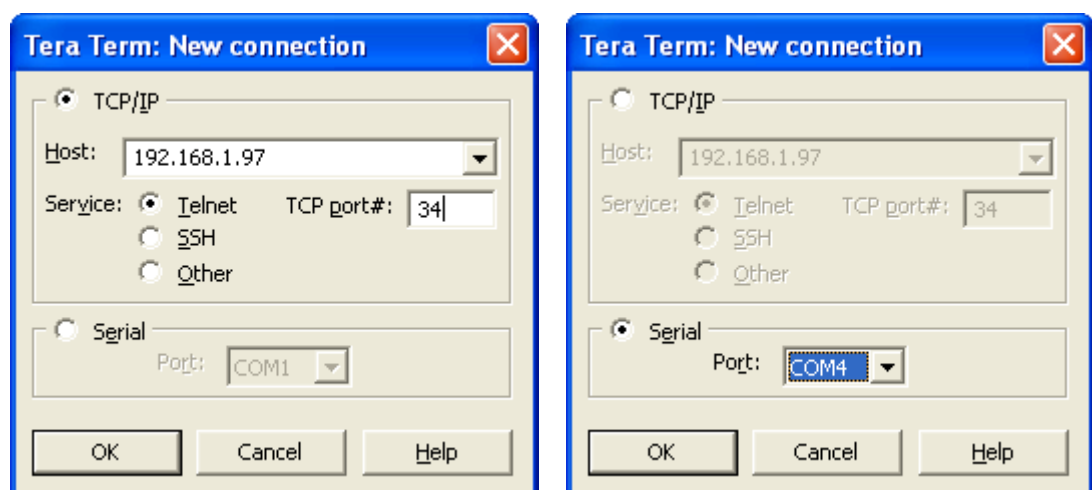 Tera Term: New connection
TCP/IP
Host: 192.168.1.97
Service: Telnet TCP port#: 34
SSH
Other
Serial
Port: COM1
OK Cancel Help
Tera Term: New connection
TCP/IP
Host: 192.168.1.97
Service: Telnet TCP port#: 34
SSH
Other
Serial
Port: COM4
OK Cancel Help